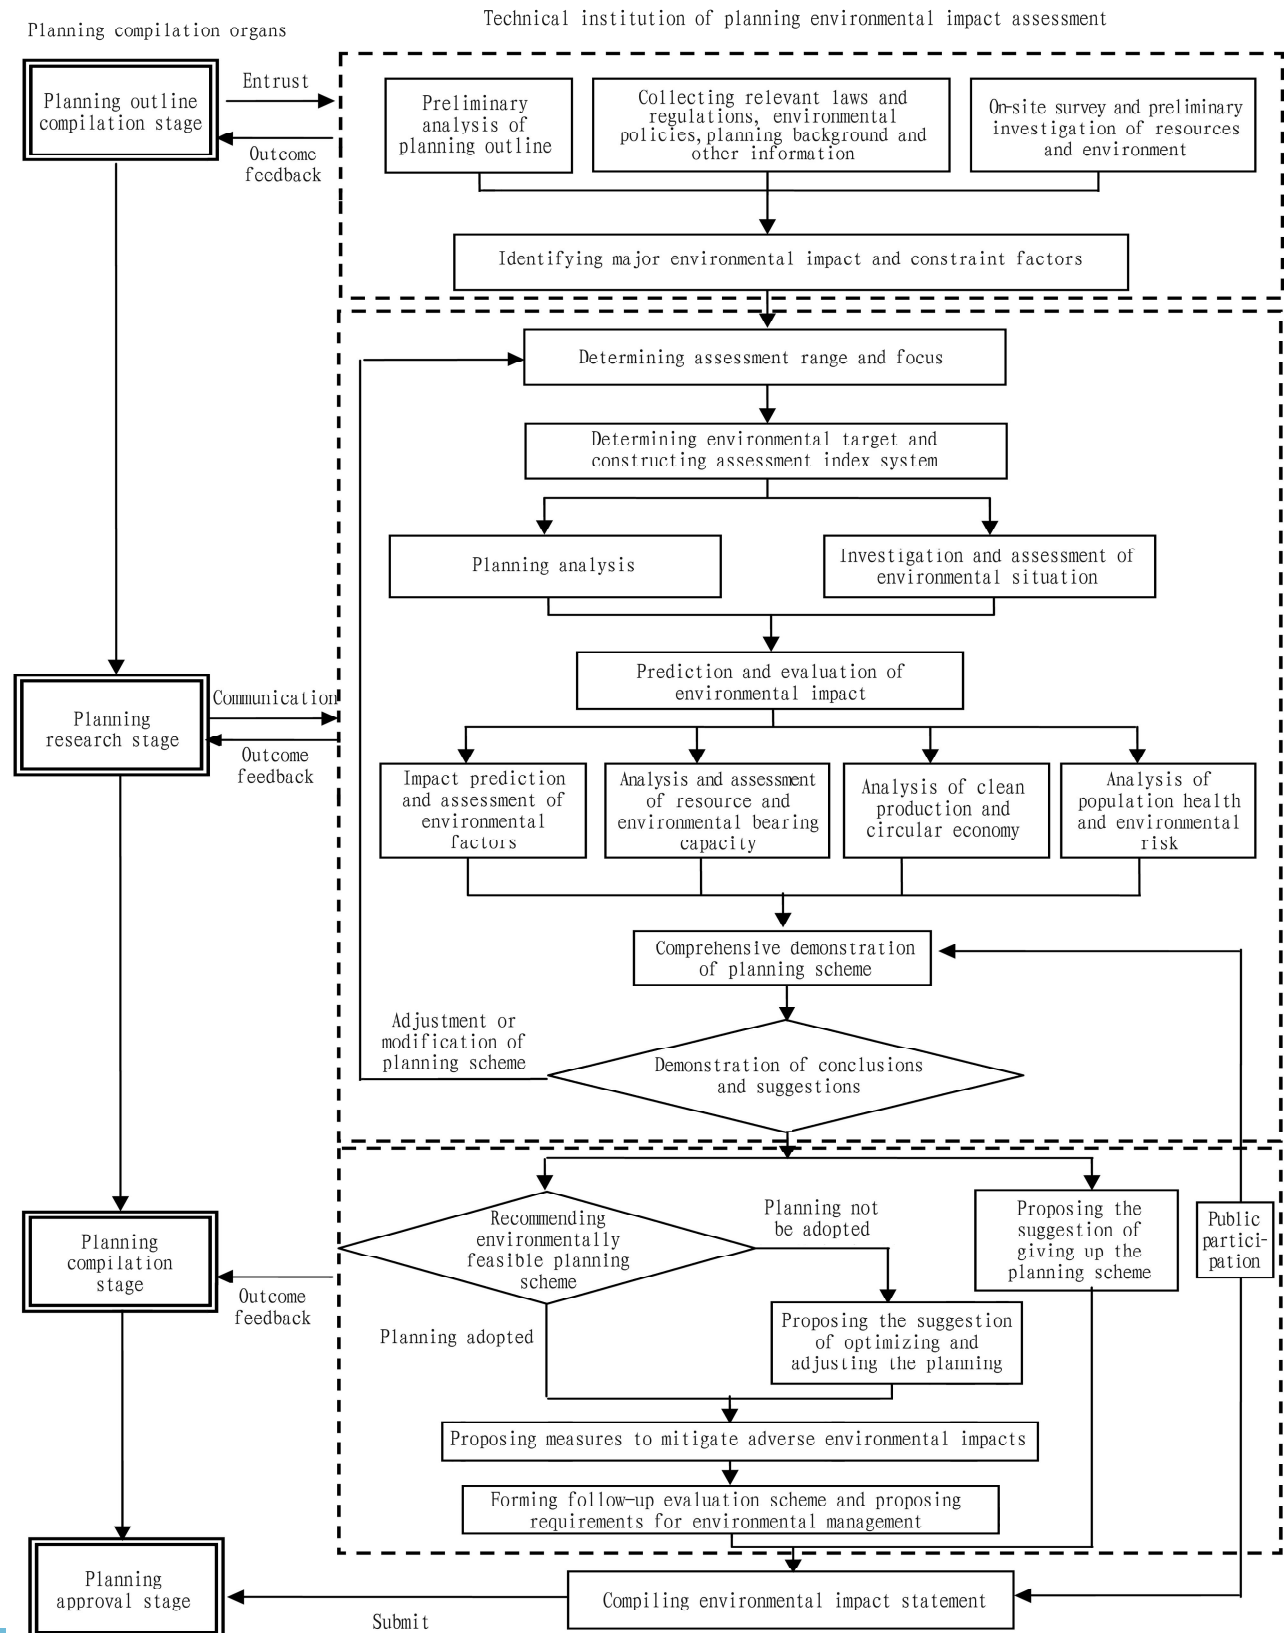 Technical institution of planning environmental impact assessment
Planning compilation organs
Planning outline
compilation stage
Entrust
Outcome
feedback
Preliminary
analysis of
planning outline
Collecting relevant laws and
regulations, environmental
policies, planning background and
other information
On-site survey and preliminary
investigation of resources
and environment
Identifying major environmental impact and constraint factors
Determining assessment range and focus
Determining environmental target and
constructing assessment index system
Planning analysis
Investigation and assessment of
environmental situation
Prediction and evaluation of
environmental impact
Planning
research stage
Communication
Outcome
feedback
Impact prediction
and assessment of
environmental
factors
Analysis and assessment
of resource and
environmental bearing
capacity
Analysis of clean
production and
circular economy
Analysis of
population health
and environmental
risk
Comprehensive demonstration
of planning scheme
Adjustment or
modification of
planning scheme
Demonstration of conclusions
and suggestions
Planning
compilation
stage
Outcome
feedback
Recommending
environmentally
feasible planning
scheme
Planning not
be adopted
Proposing the
suggestion of
giving up the
planning scheme
Public
partici-
pation
Planning adopted
Proposing the suggestion
of optimizing and
adjusting the planning
Proposing measures to mitigate adverse environmental impacts
Forming follow-up evaluation scheme and proposing
requirements for environmental management
Planning
approval stage
Submit
Compiling environmental impact statement